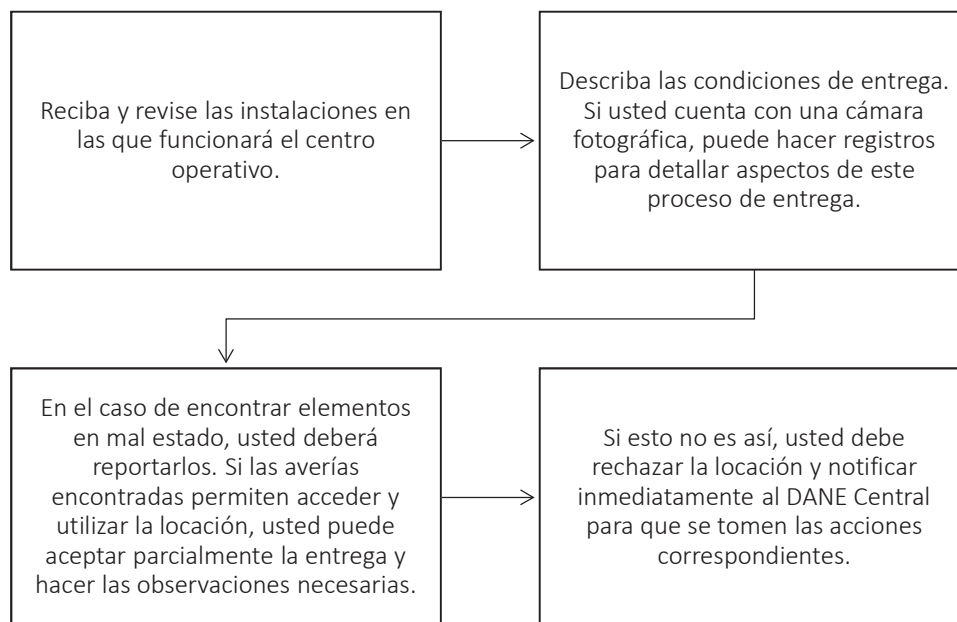 Reciba y revise las instalaciones en
las que funcionará el centro
operativo.
Describa las condiciones de entrega.
Si usted cuenta con una cámara
fotográfica, puede hacer registros
para detallar aspectos de este
proceso de entrega.
En el caso de encontrar elementos
en mal estado, usted deberá
reportarlos. Si las averías
encontradas permiten acceder y
utilizar la locación, usted puede
aceptar parcialmente la entrega y
hacer las observaciones necesarias.
Si esto no es así, usted debe
rechazar la locación y notificar
inmediatamente al DANE Central
para que se tomen las acciones
correspondientes.